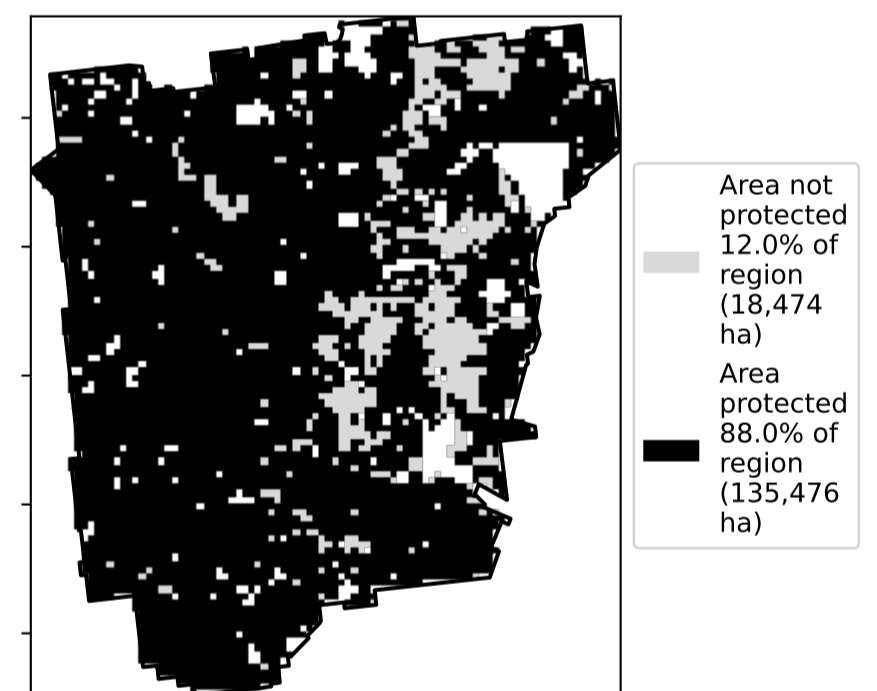 Area not
protected
12.0% of
region
(18,474
ha)
Area
protected
88.0% of
region
(135,476
ha)